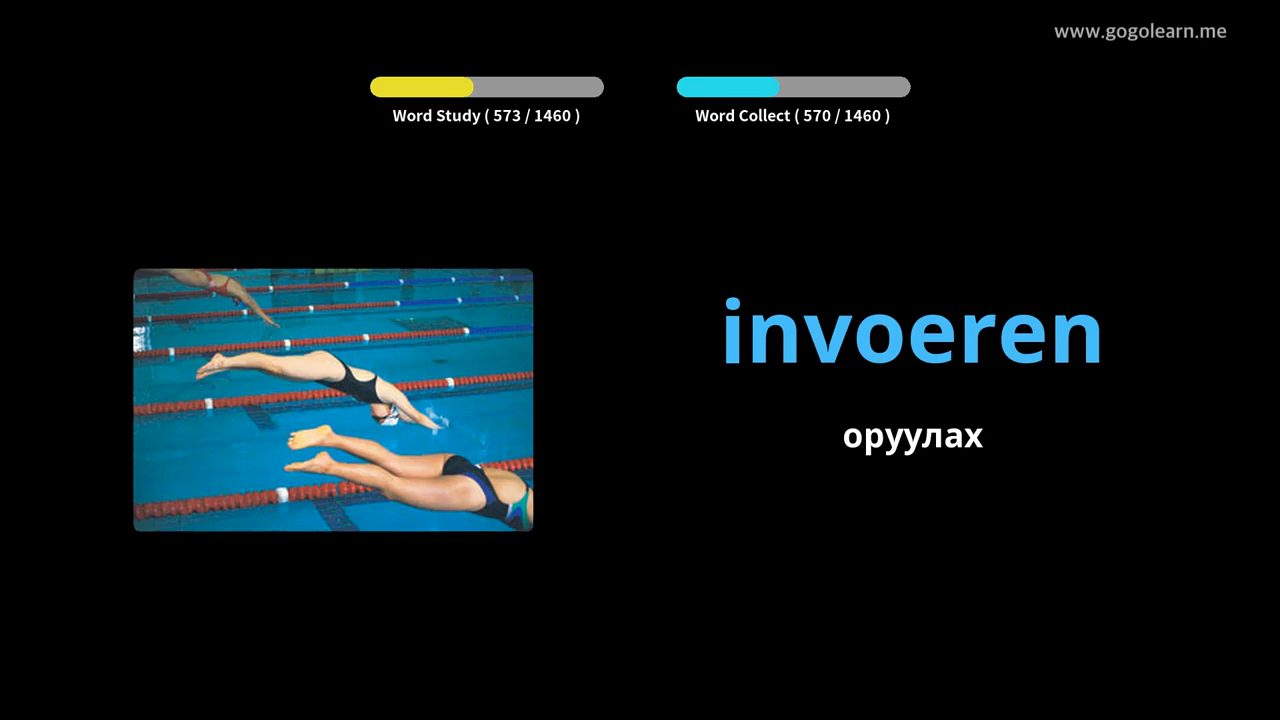 www.gogolearn.me
Word Study ( 573 / 1460 )
Word Collect ( 570 / 1460 )
invoeren
оруулах